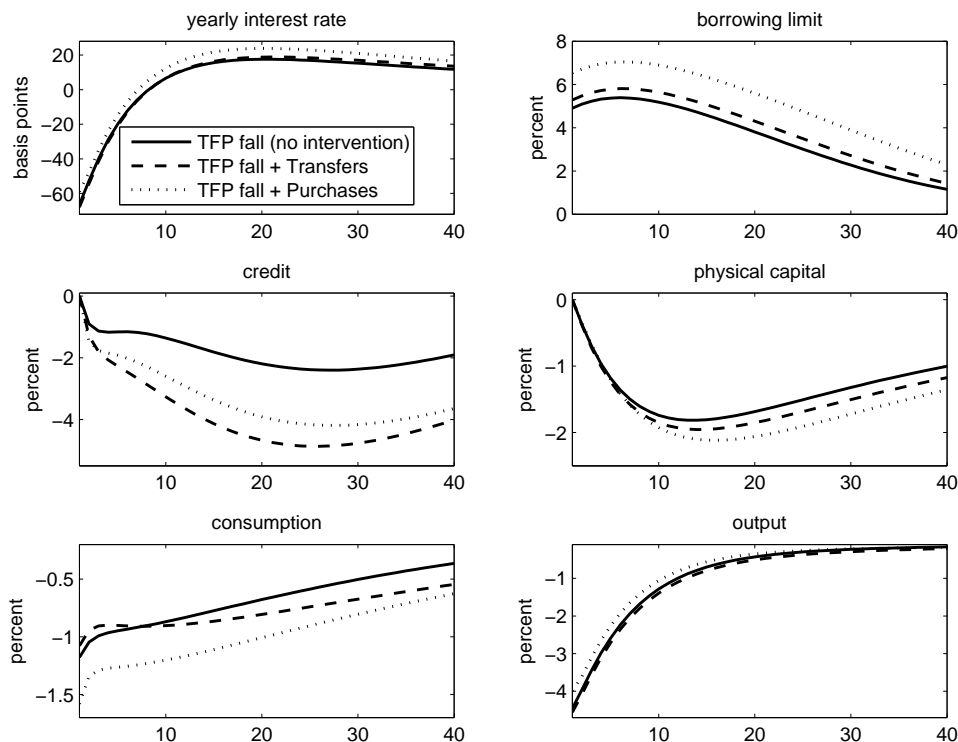 yearly interest rate
basis points
20
0
−20
−40
−60
10 20 30 40
TFP fall (no intervention)
TFP fall + Transfers
TFP fall + Purchases
borrowing limit
percent
8
6
4
2
0
10 20 30 40
credit
percent
0
−2
−4
10 20 30 40
physical capital
percent
0
−1
−2
10 20 30 40
consumption
percent
−0.5
−1
−1.5
10 20 30 40
output
percent
−1
−2
−3
−4
10 20 30 40